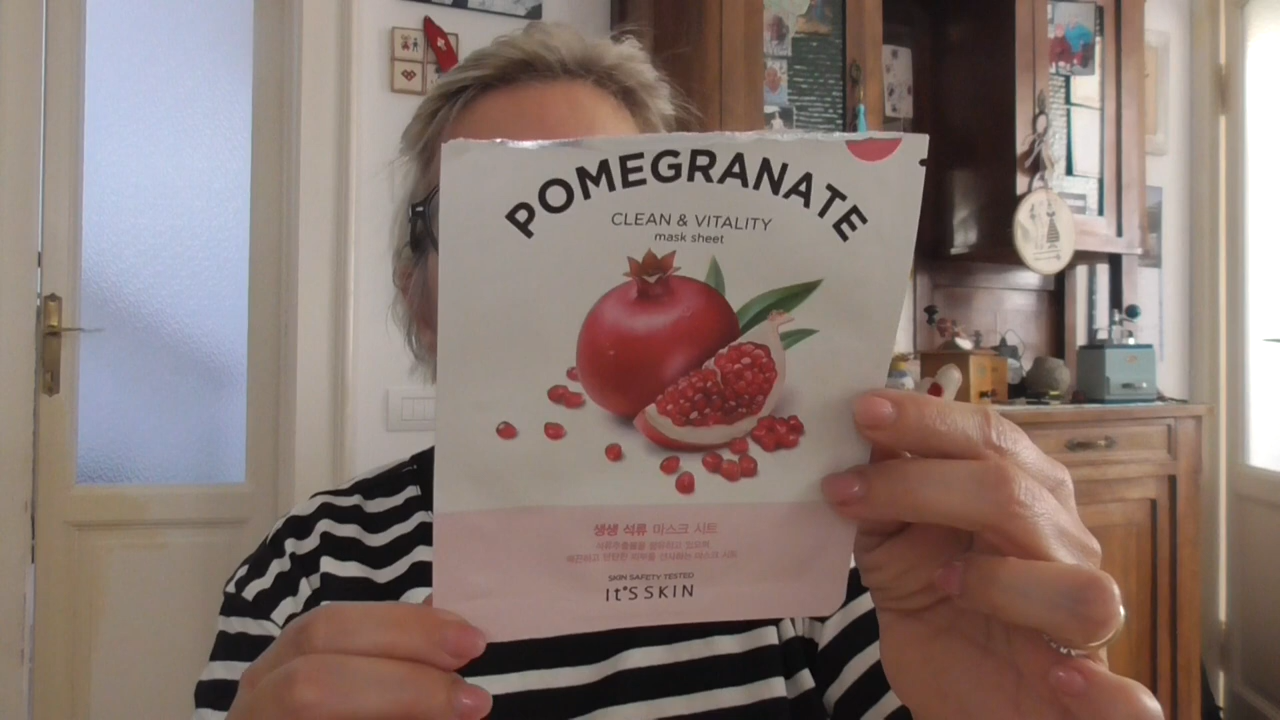 POMEGRANATE
CLEAN & VITALITY
mask sheet
생생 석류 마스크 시트
SKIN SAFETY TESTED
It'S SKIN